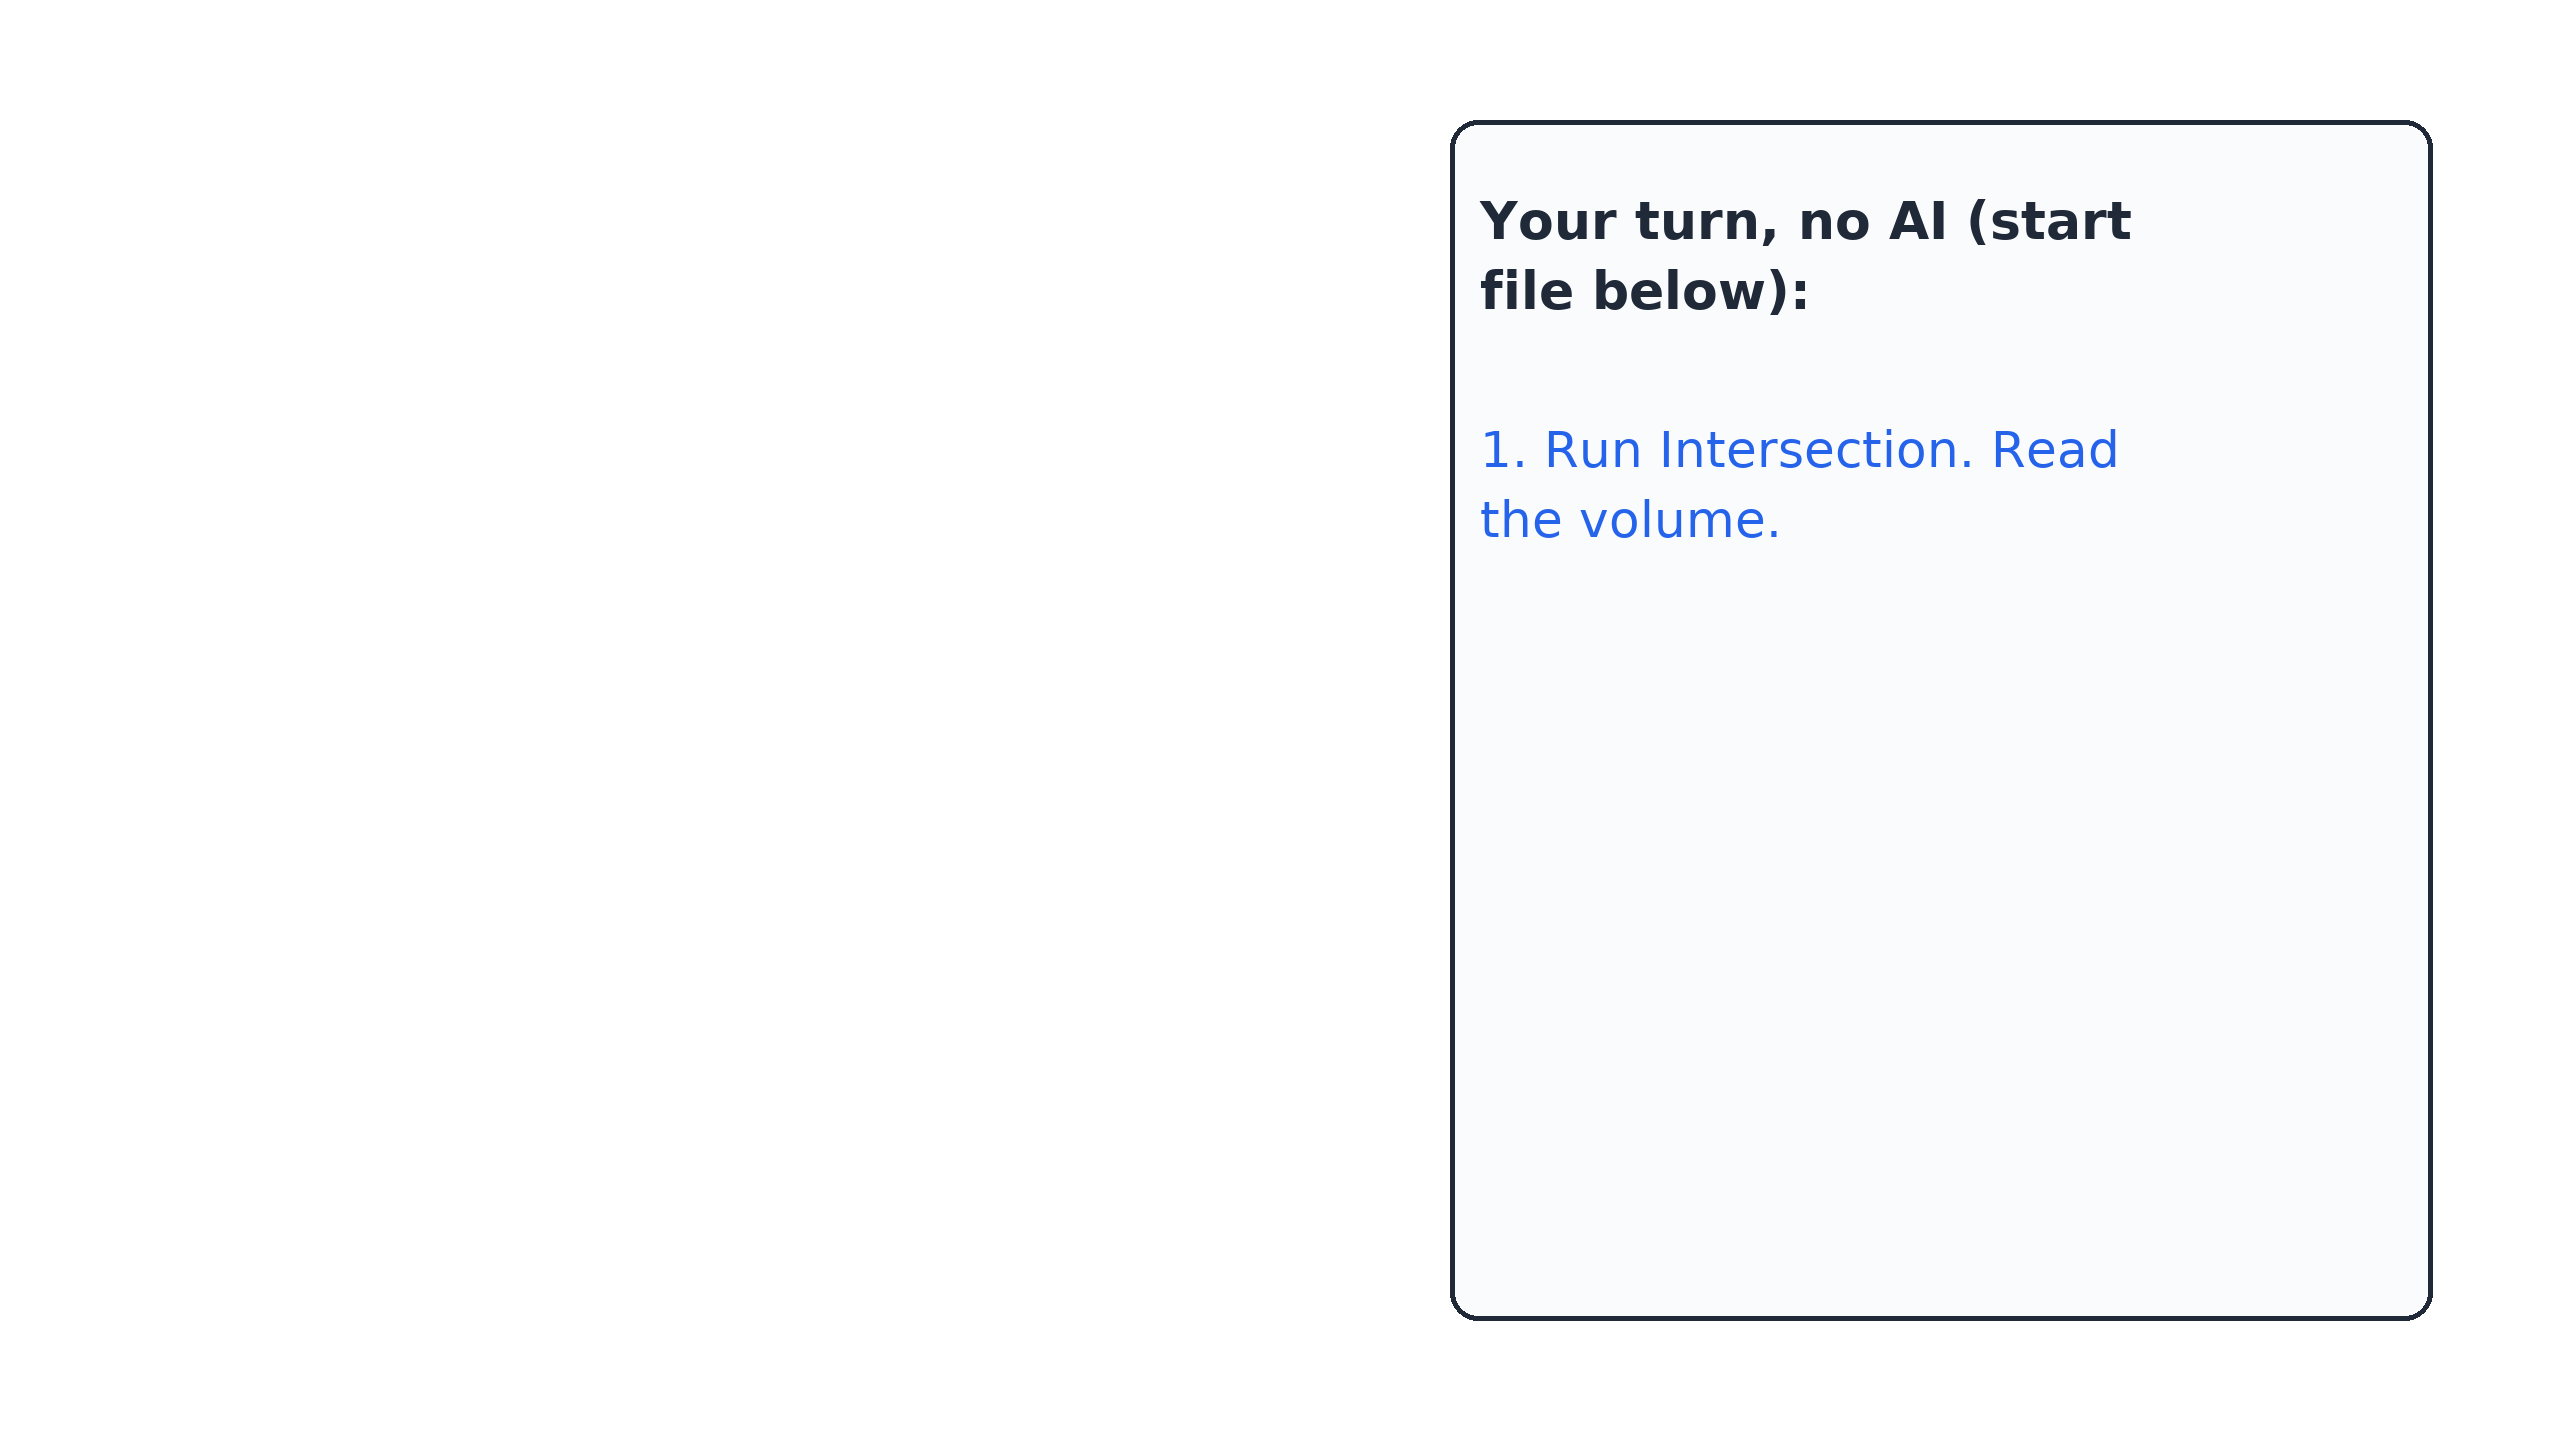 Your turn, no AI (start
file below):
1. Run Intersection. Read
the volume.